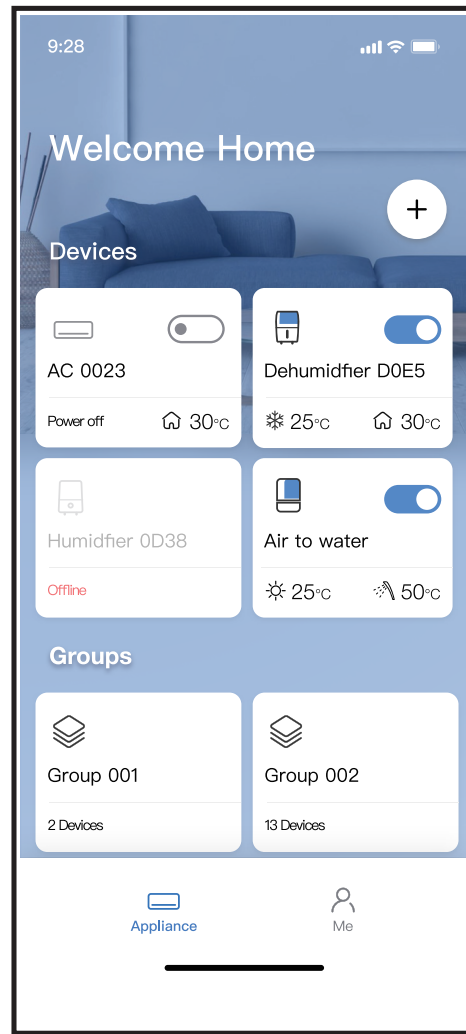 9:28
Welcome Home
+
Devices
AC 0023
Power off 30°C
Dehumidfier D0E5
25°C 30°C
Humidfier 0D38
Offline
Air to water
25°C 50°C
Groups
Group 001
2 Devices
Group 002
13 Devices
Appliance
Me